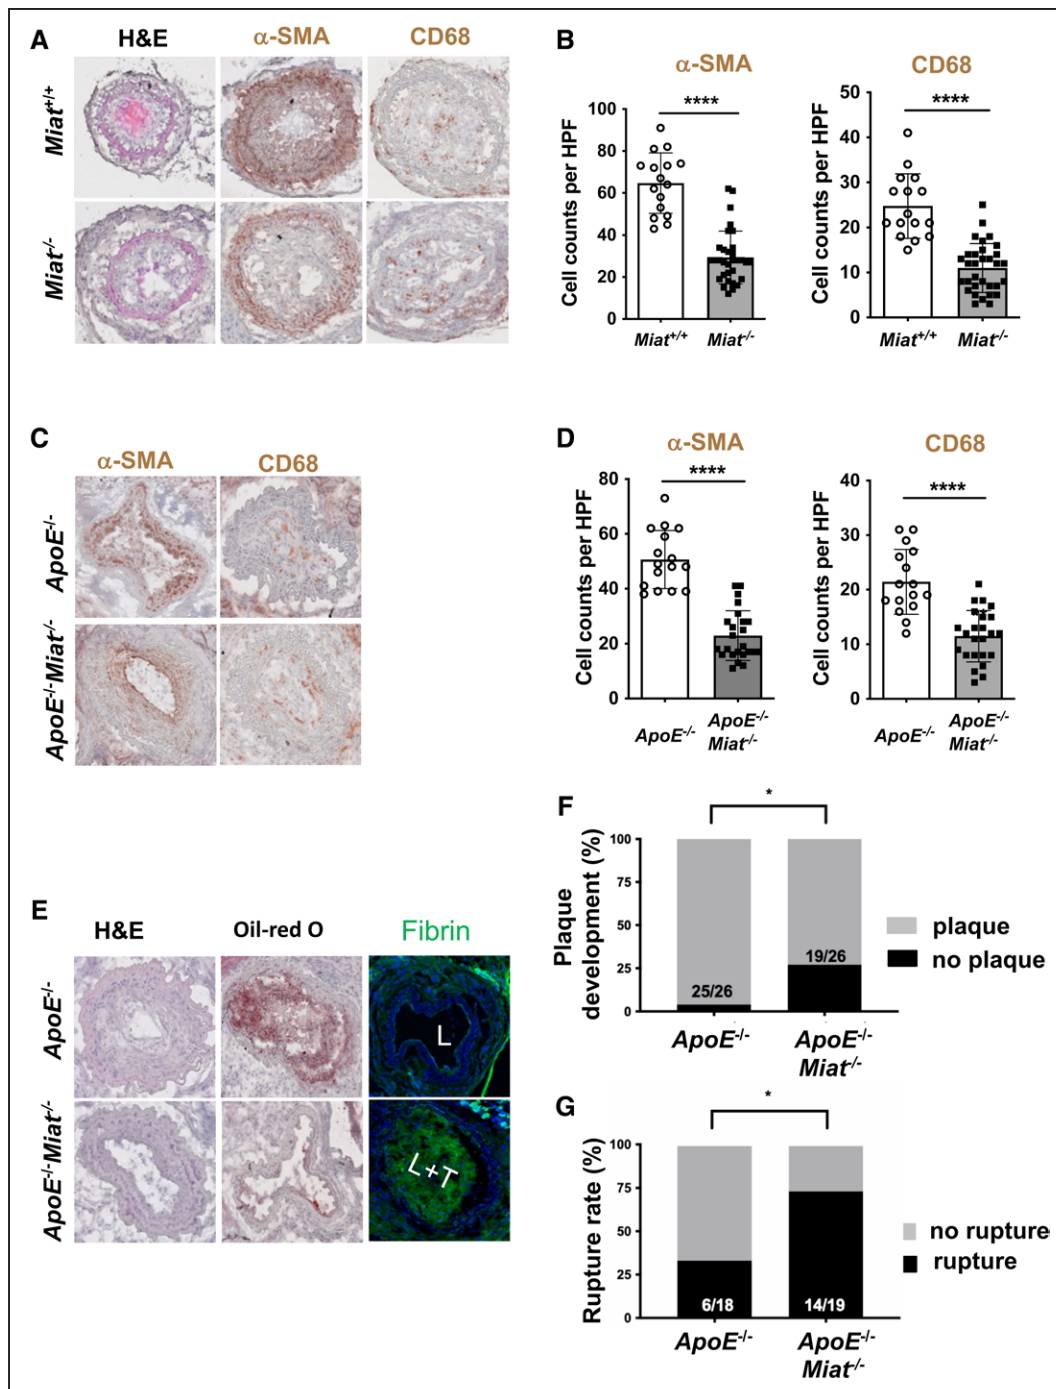 A
H&E
α-SMA
CD68
Miat+/+
Miat-/-
B
α-SMA
****
Cell counts per HPF
100
80
60
40
20
0
Miat+/+
Miat-/-
CD68
****
Cell counts per HPF
50
40
30
20
10
0
Miat+/+
Miat-/-
C
α-SMA
CD68
ApoE-/-
ApoE-/-Miat-/-
D
α-SMA
****
Cell counts per HPF
80
60
40
20
0
ApoE-/-
ApoE-/-
Miat-/-
CD68
****
Cell counts per HPF
40
30
20
10
0
ApoE-/-
ApoE-/-
Miat-/-
E
H&E
Oil-red O
Fibrin
ApoE-/-
ApoE-/-Miat-/-
L
L+T
F
*
Plaque
development (%)
100
75
50
25
0
25/26
19/26
ApoE-/-
ApoE-/-
Miat-/-
plaque
no plaque
G
*
Rupture rate (%)
100
75
50
25
0
6/18
14/19
ApoE-/-
ApoE-/-
Miat-/-
no rupture
rupture